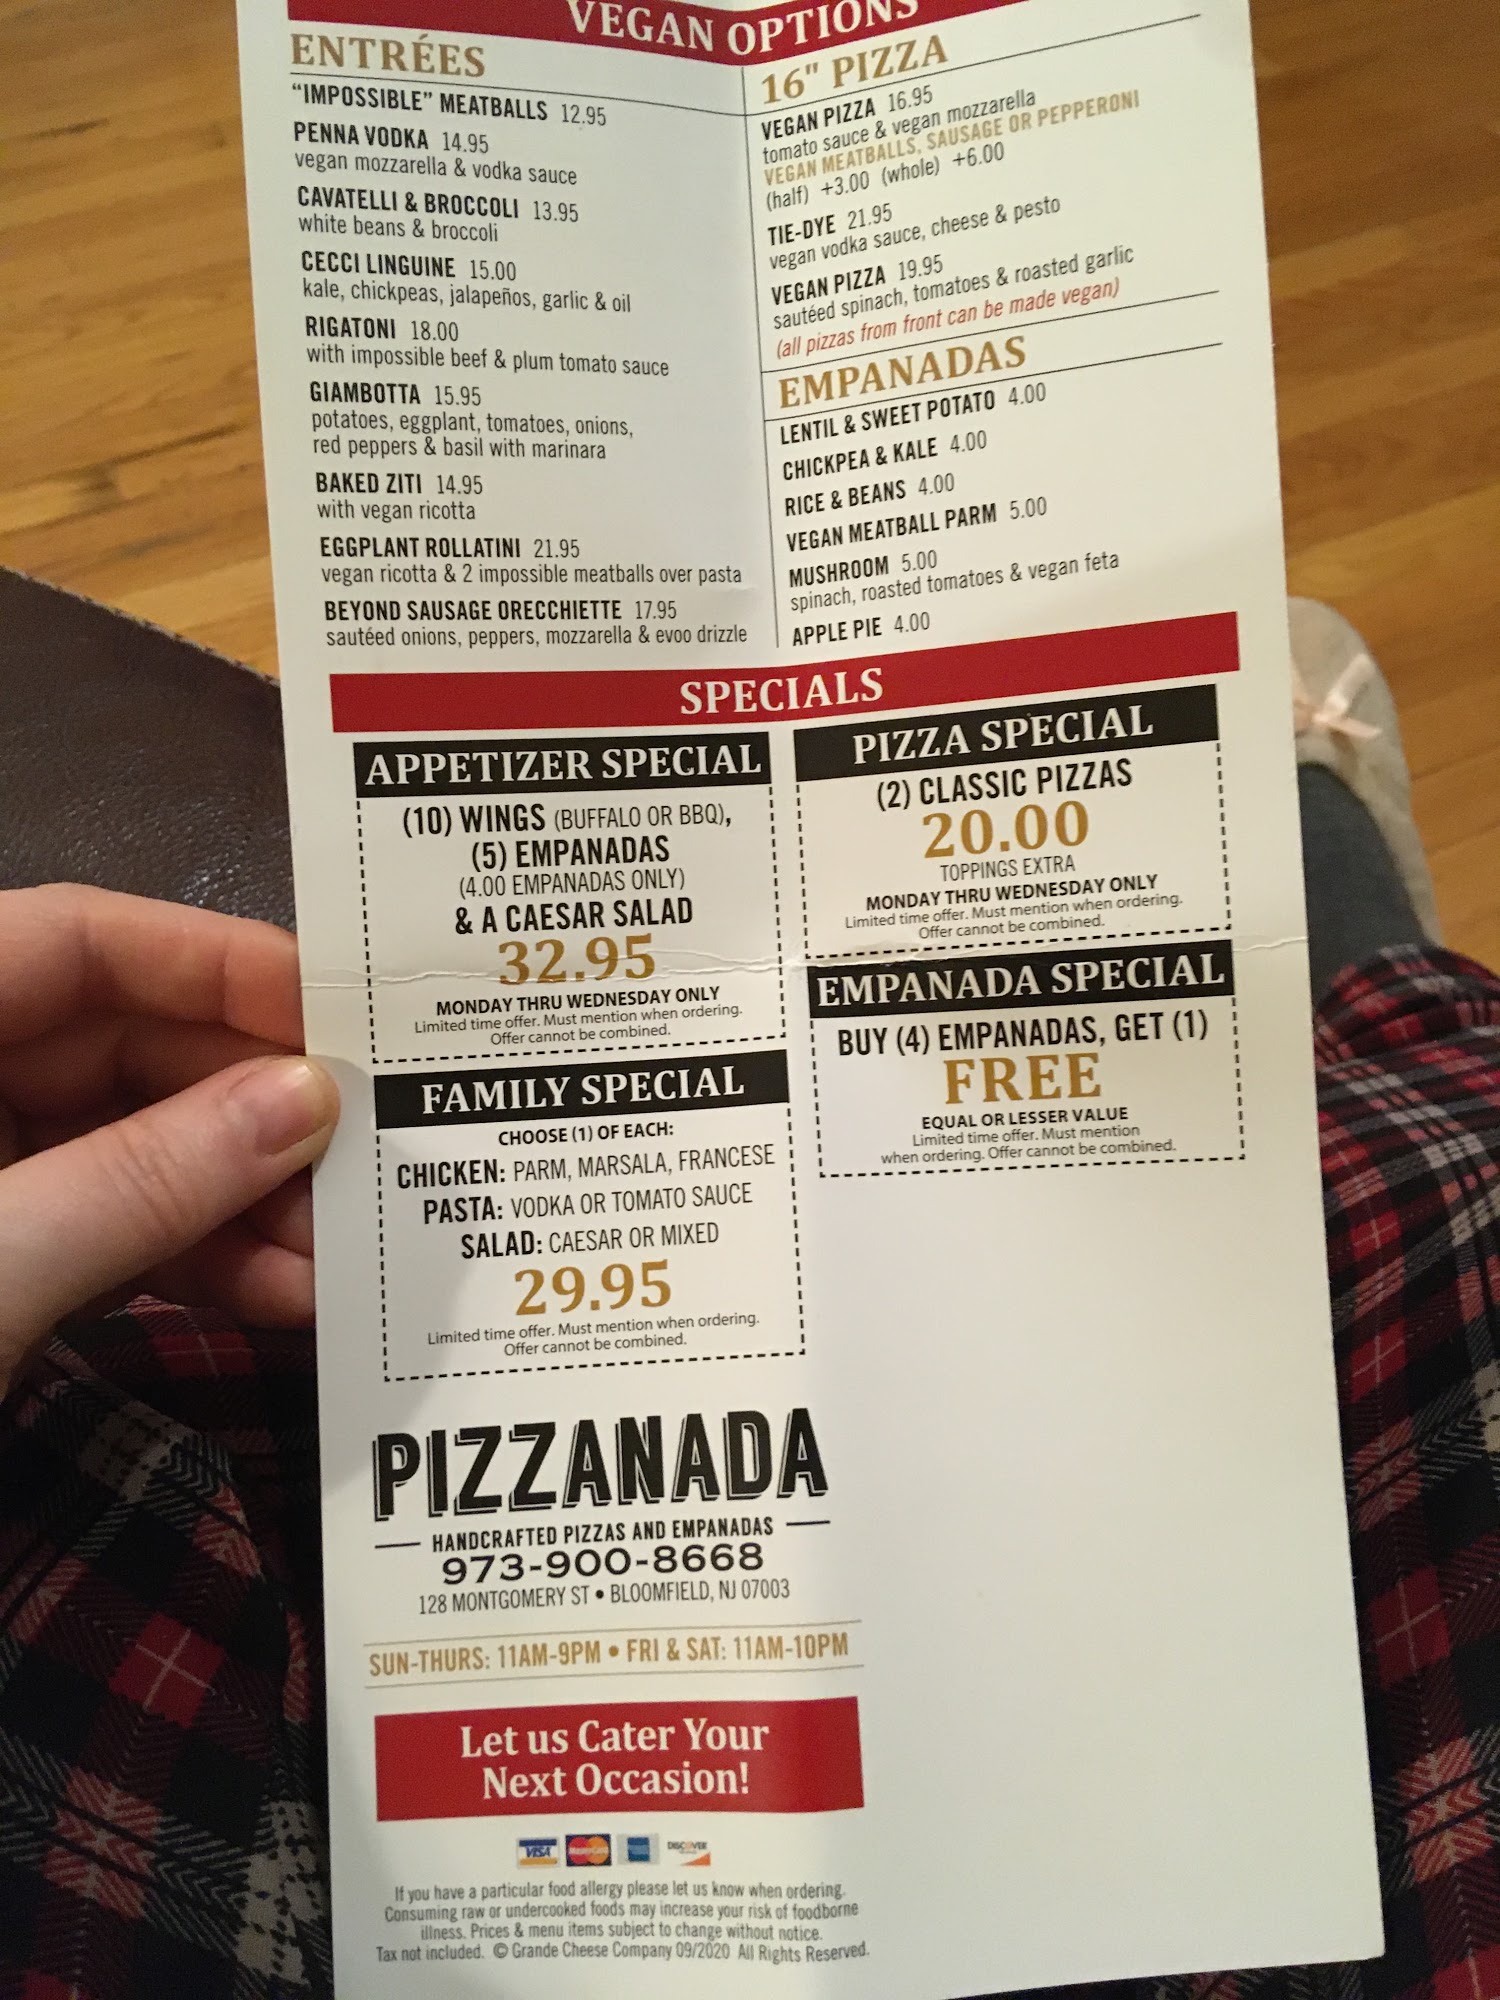 VEGAN OPTIONS
ENTRÉES
"IMPOSSIBLE" MEATBALLS 12.95
PENNA VODKA 14.95
vegan mozzarella & vodka sauce
CAVATELLI & BROCCOLI 13.95
white beans & broccoli
CECCI LINGUINE 15.00
kale, chickpeas, jalapeños, garlic & oil
RIGATONI 18.00
with impossible beef & plum tomato sauce
GIAMBOTTA 15.95
potatoes, eggplant, tomatoes, onions,
red peppers & basil with marinara
BAKED ZITI 14.95
with vegan ricotta
EGGPLANT ROLLATINI 21.95
vegan ricotta & 2 impossible meatballs over pasta
BEYOND SAUSAGE ORECCHIETTE 17.95
sautéed onions, peppers, mozzarella & evoo drizzle
16" PIZZA
VEGAN PIZZA 16.95
tomato sauce & vegan mozzarella
VEGAN MEATBALLS, SAUSAGE OR PEPPERONI
(half) +3.00 (whole) +6.00
TIE-DYE 21.95
vegan vodka sauce, cheese & pesto
VEGAN PIZZA 19.95
sautéed spinach, tomatoes & roasted garlic
(all pizzas from front can be made vegan)
EMPANADAS
LENTIL & SWEET POTATO 4.00
CHICKPEA & KALE 4.00
RICE & BEANS 4.00
VEGAN MEATBALL PARM 5.00
MUSHROOM 5.00
spinach, roasted tomatoes & vegan feta
APPLE PIE 4.00
SPECIALS
APPETIZER SPECIAL
(10) WINGS (BUFFALO OR BBQ),
(5) EMPANADAS
(4.00 EMPANADAS ONLY)
& A CAESAR SALAD
32.95
MONDAY THRU WEDNESDAY ONLY
Limited time offer. Must mention when ordering.
Offer cannot be combined.
PIZZA SPECIAL
(2) CLASSIC PIZZAS
20.00
TOPPINGS EXTRA
MONDAY THRU WEDNESDAY ONLY
Limited time offer. Must mention when ordering.
Offer cannot be combined.
FAMILY SPECIAL
CHOOSE (1) OF EACH:
CHICKEN: PARM, MARSALA, FRANCESE
PASTA: VODKA OR TOMATO SAUCE
SALAD: CAESAR OR MIXED
29.95
Limited time offer. Must mention when ordering.
Offer cannot be combined.
EMPANADA SPECIAL
BUY (4) EMPANADAS, GET (1)
FREE
EQUAL OR LESSER VALUE
Limited time offer. Must mention
when ordering. Offer cannot be combined.
PIZZANADA
HANDCRAFTED PIZZAS AND EMPANADAS
973-900-8668
128 MONTGOMERY ST • BLOOMFIELD, NJ 07003
SUN-THURS: 11AM-9PM • FRI & SAT: 11AM-10PM
Let us Cater Your
Next Occasion!
VISA MasterCard DISCOVER
If you have a particular food allergy please let us know when ordering.
Consuming raw or undercooked foods may increase your risk of foodborne
illness. Prices & menu items subject to change without notice.
Tax not included. © Grande Cheese Company 09/2020 All Rights Reserved.